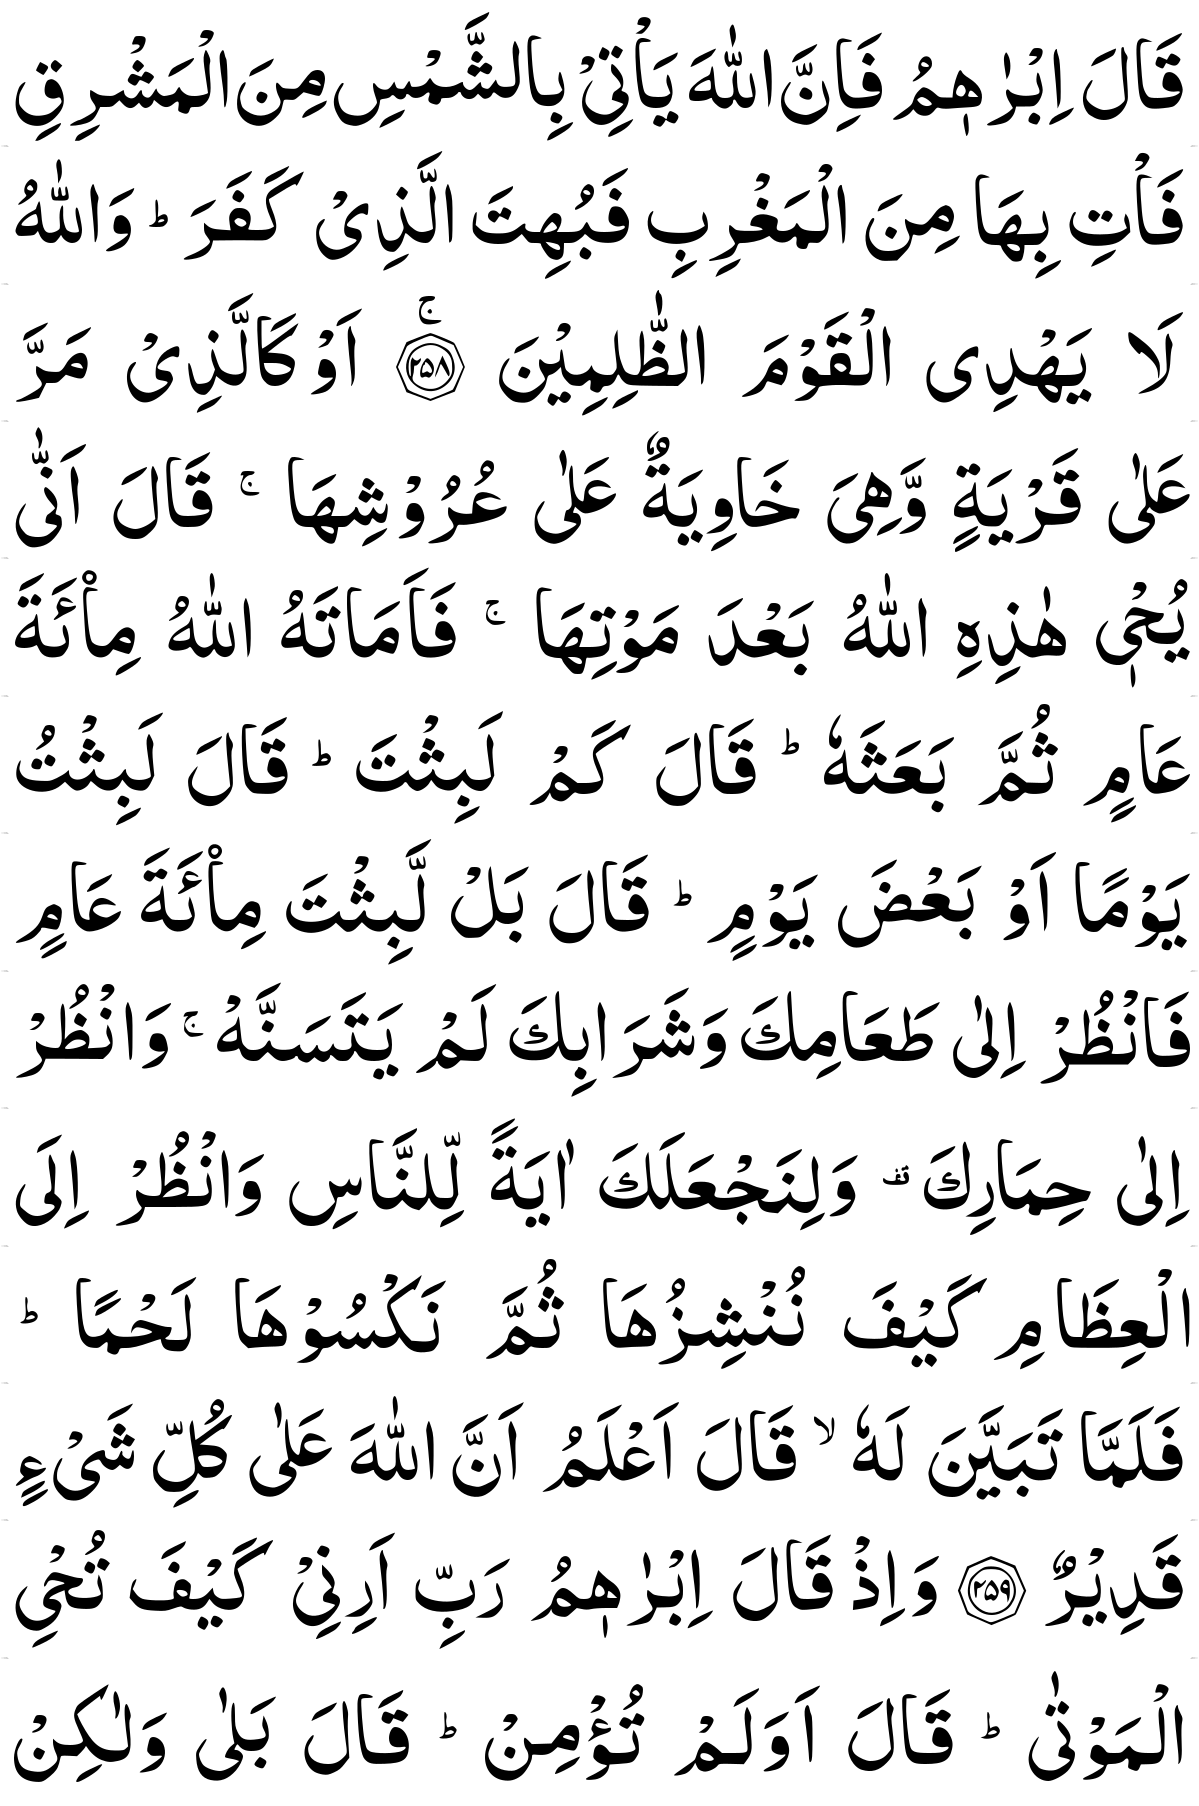 قَالَ اِبْرٰهٖمُ فَاِنَّ اللّٰهَ يَاْتِيْ بِالشَّمْسِ مِنَ الْمَشْرِقِ
فَاْتِ بِهَا مِنَ الْمَغْرِبِ فَبُهِتَ الَّذِيْ كَفَرَ ؕ وَاللّٰهُ
لَا يَهْدِى الْقَوْمَ الظّٰلِمِيْنَ ۚ ﴿۲۵۸﴾ اَوْ كَالَّذِيْ مَرَّ
عَلٰى قَرْيَةٍ وَّهِيَ خَاوِيَةٌ عَلٰى عُرُوْشِهَا ۚ قَالَ اَنّٰى
يُحْيٖ هٰذِهِ اللّٰهُ بَعْدَ مَوْتِهَا ۚ فَاَمَاتَهُ اللّٰهُ مِائَةَ
عَامٍ ثُمَّ بَعَثَهٗ ؕ قَالَ كَمْ لَبِثْتَ ؕ قَالَ لَبِثْتُ
يَوْمًا اَوْ بَعْضَ يَوْمٍ ؕ قَالَ بَلْ لَّبِثْتَ مِائَةَ عَامٍ
فَانْظُرْ اِلٰى طَعَامِكَ وَشَرَابِكَ لَمْ يَتَسَنَّهْ ۚ وَانْظُرْ
اِلٰى حِمَارِكَ قف وَلِنَجْعَلَكَ اٰيَةً لِّلنَّاسِ وَانْظُرْ اِلَى
الْعِظَامِ كَيْفَ نُنْشِزُهَا ثُمَّ نَكْسُوْهَا لَحْمًا ؕ
فَلَمَّا تَبَيَّنَ لَهٗ ۙ قَالَ اَعْلَمُ اَنَّ اللّٰهَ عَلٰى كُلِّ شَيْءٍ
قَدِيْرٌ ﴿۲۵۹﴾ وَاِذْ قَالَ اِبْرٰهٖمُ رَبِّ اَرِنِيْ كَيْفَ تُحْيِ
الْمَوْتٰى ؕ قَالَ اَوَلَمْ تُؤْمِنْ ؕ قَالَ بَلٰى وَلٰكِنْ